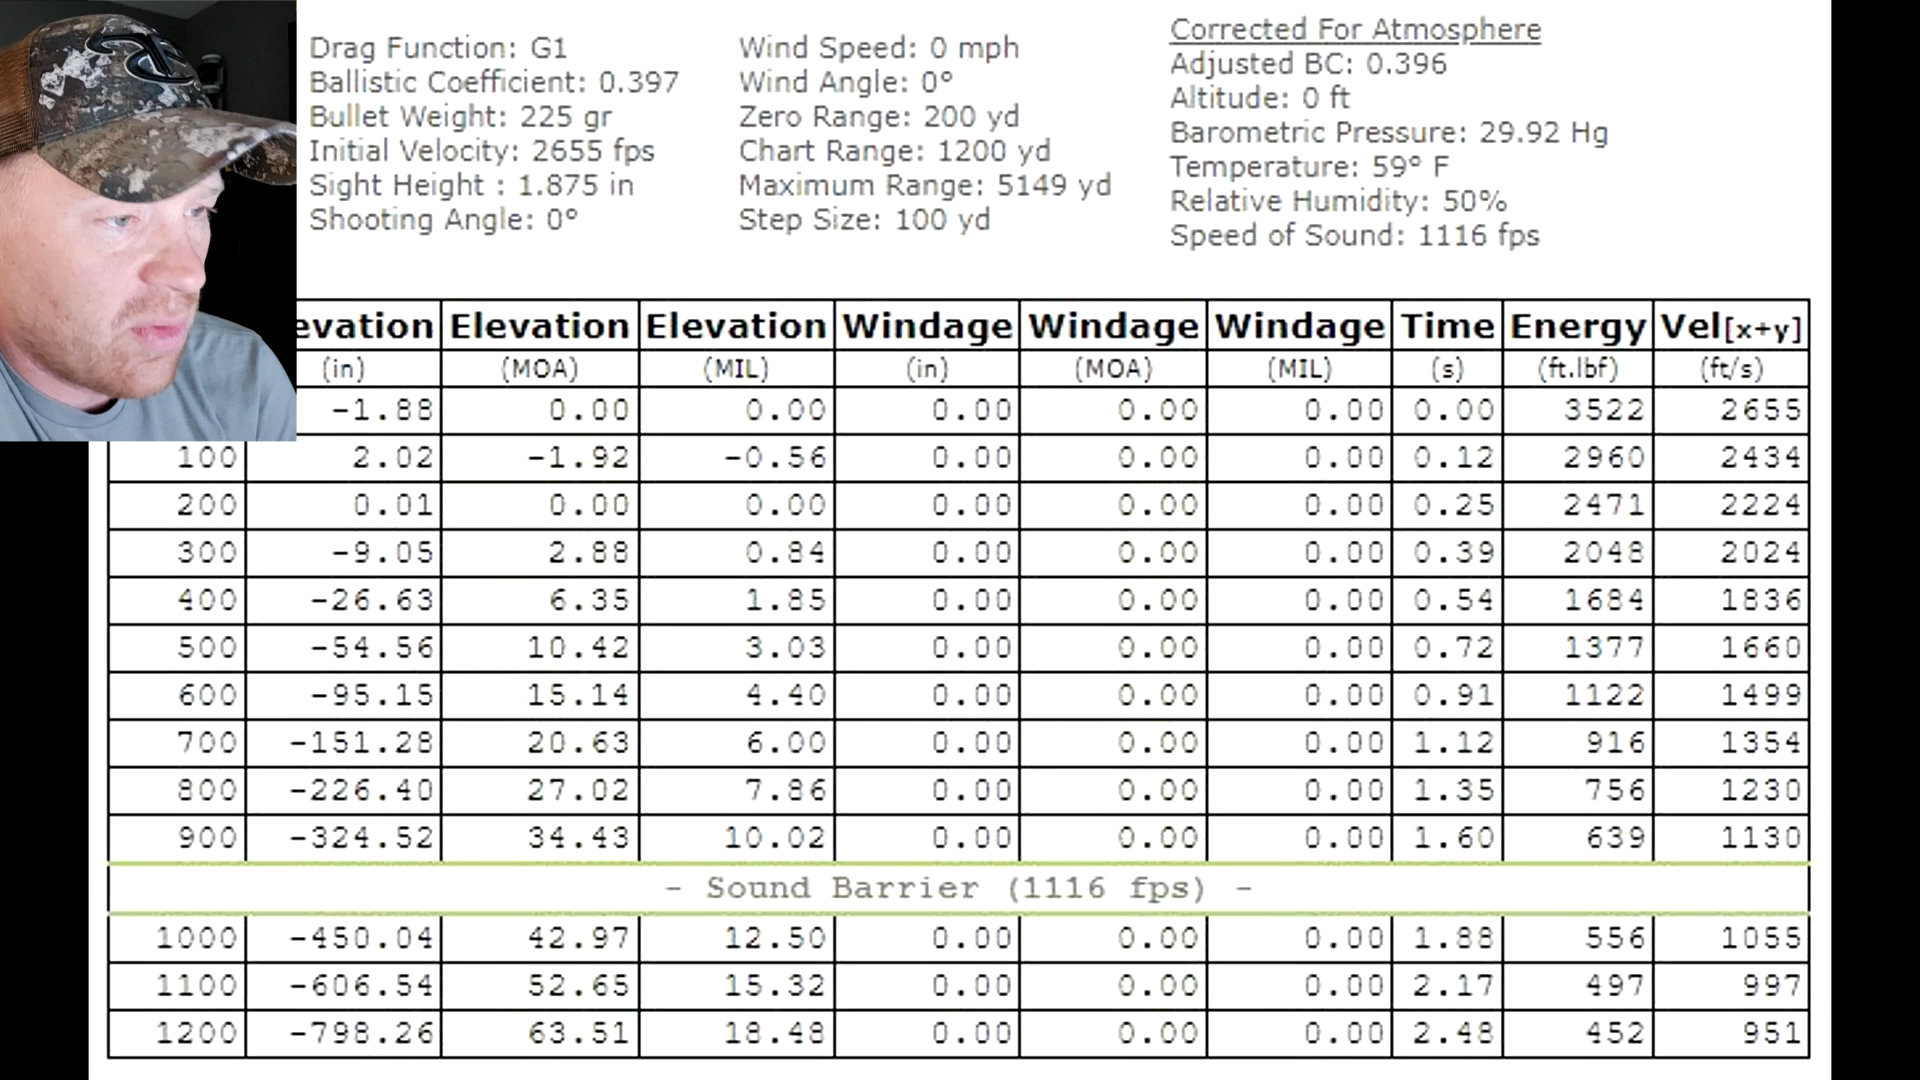 Drag Function: G1
Ballistic Coefficient: 0.397
Bullet Weight: 225 gr
Initial Velocity: 2655 fps
Sight Height : 1.875 in
Shooting Angle: 0°
Wind Speed: 0 mph
Wind Angle: 0°
Zero Range: 200 yd
Chart Range: 1200 yd
Maximum Range: 5149 yd
Step Size: 100 yd
Corrected For Atmosphere
Adjusted BC: 0.396
Altitude: 0 ft
Barometric Pressure: 29.92 Hg
Temperature: 59° F
Relative Humidity: 50%
Speed of Sound: 1116 fps
evation Elevation Elevation Windage Windage Windage Time Energy Vel[x+y]
(in) (MOA) (MIL) (in) (MOA) (MIL) (s) (ft.lbf) (ft/s)
-1.88 0.00 0.00 0.00 0.00 0.00 0.00 3522 2655
100 2.02 -1.92 -0.56 0.00 0.00 0.00 0.12 2960 2434
200 0.01 0.00 0.00 0.00 0.00 0.00 0.25 2471 2224
300 -9.05 2.88 0.84 0.00 0.00 0.00 0.39 2048 2024
400 -26.63 6.35 1.85 0.00 0.00 0.00 0.54 1684 1836
500 -54.56 10.42 3.03 0.00 0.00 0.00 0.72 1377 1660
600 -95.15 15.14 4.40 0.00 0.00 0.00 0.91 1122 1499
700 -151.28 20.63 6.00 0.00 0.00 0.00 1.12 916 1354
800 -226.40 27.02 7.86 0.00 0.00 0.00 1.35 756 1230
900 -324.52 34.43 10.02 0.00 0.00 0.00 1.60 639 1130
- Sound Barrier (1116 fps) -
1000 -450.04 42.97 12.50 0.00 0.00 0.00 1.88 556 1055
1100 -606.54 52.65 15.32 0.00 0.00 0.00 2.17 497 997
1200 -798.26 63.51 18.48 0.00 0.00 0.00 2.48 452 951